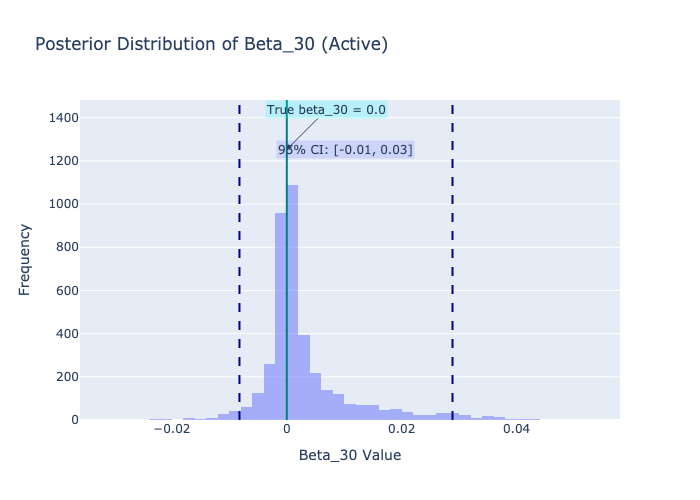 Posterior Distribution of Beta_30 (Active)
True beta_30 = 0.0
95% CI: [-0.01, 0.03]
1400
1200
1000
800
600
400
200
0
Frequency
−0.02
0
0.02
0.04
Beta_30 Value